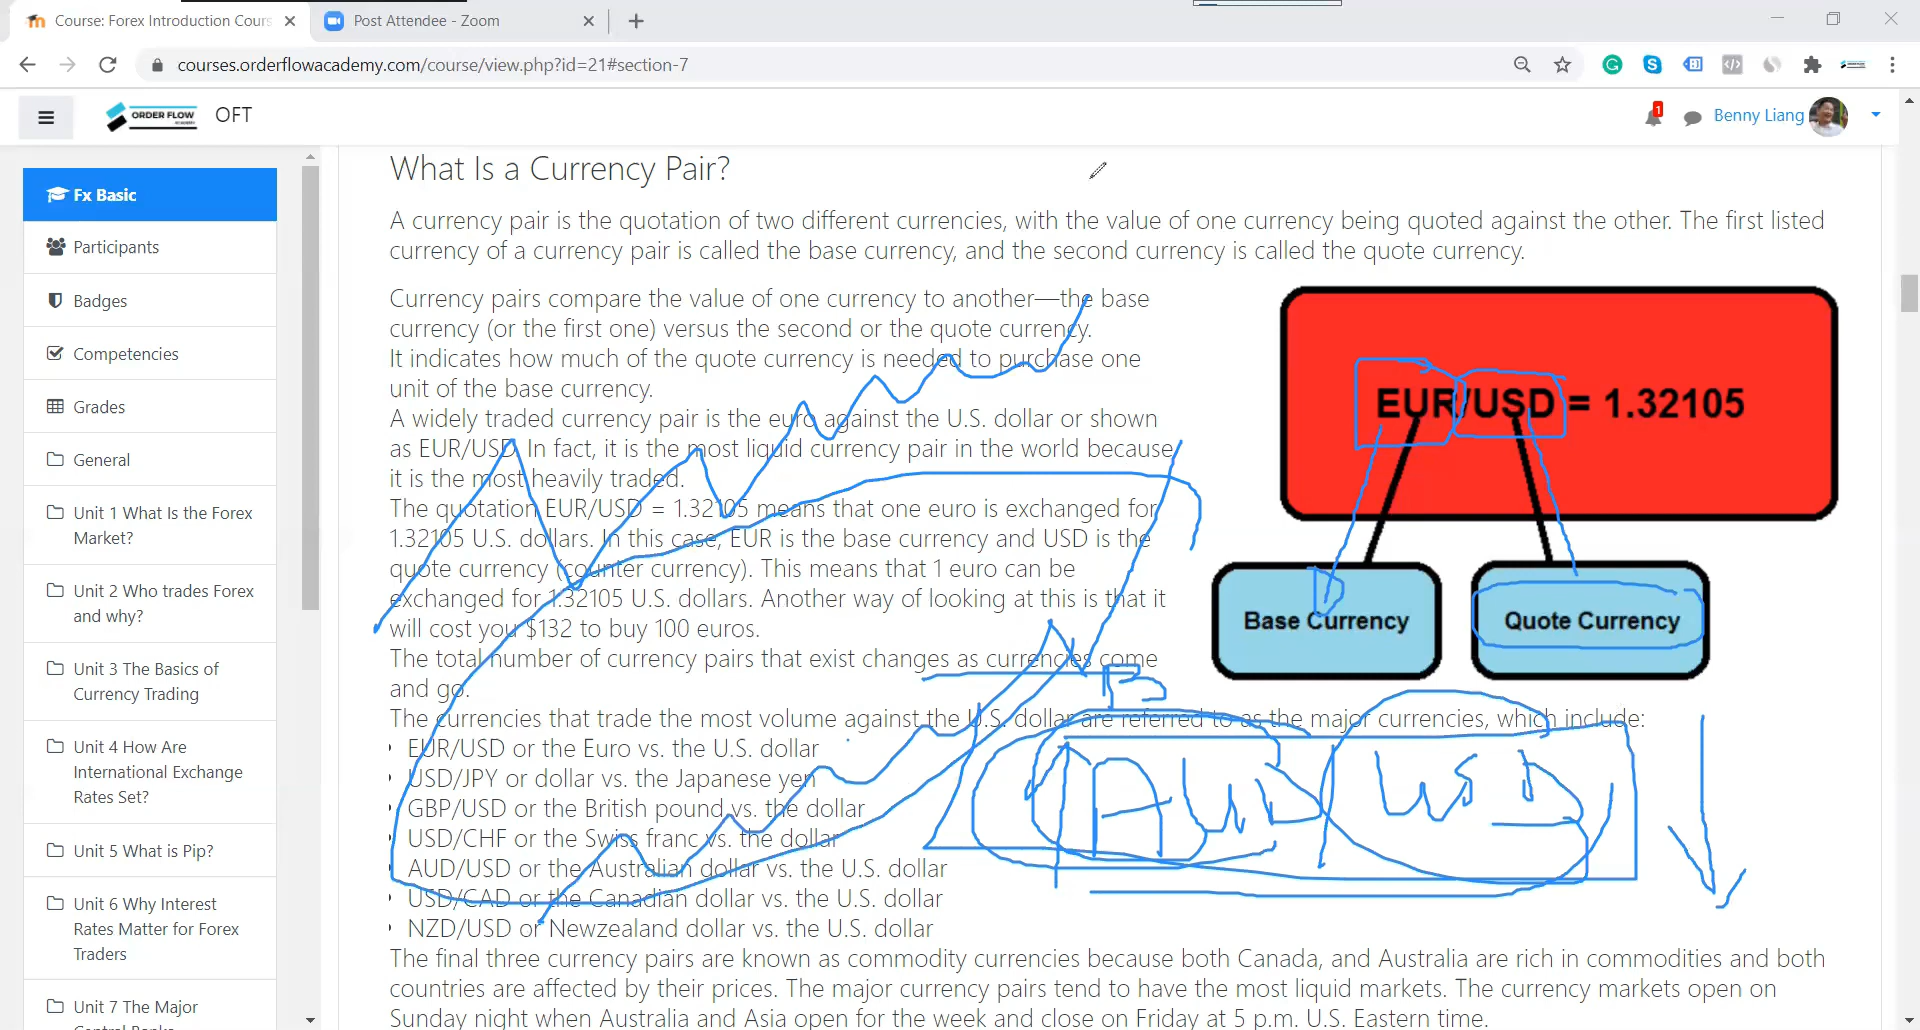 Course: Forex Introduction Cours
Post Attendee - Zoom
courses.orderflowacademy.com/course/view.php?id=21#section-7
ORDER FLOW
OFT
1
Benny Liang
Fx Basic
Participants
Badges
Competencies
Grades
General
Unit 1 What Is the Forex
Market?
Unit 2 Who trades Forex
and why?
Unit 3 The Basics of
Currency Trading
Unit 4 How Are
International Exchange
Rates Set?
Unit 5 What is Pip?
Unit 6 Why Interest
Rates Matter for Forex
Traders
Unit 7 The Major
What Is a Currency Pair?
A currency pair is the quotation of two different currencies, with the value of one currency being quoted against the other. The first listed
currency of a currency pair is called the base currency, and the second currency is called the quote currency.
Currency pairs compare the value of one currency to another—the base
currency (or the first one) versus the second or the quote currency.
It indicates how much of the quote currency is needed to purchase one
unit of the base currency.
A widely traded currency pair is the euro against the U.S. dollar or shown
as EUR/USD. In fact, it is the most liquid currency pair in the world because
it is the most heavily traded.
The quotation EUR/USD = 1.32105 means that one euro is exchanged for
1.32105 U.S. dollars. In this case, EUR is the base currency and USD is the
quote currency (counter currency). This means that 1 euro can be
exchanged for 1.32105 U.S. dollars. Another way of looking at this is that it
will cost you $132 to buy 100 euros.
The total number of currency pairs that exist changes as currencies come
and go.
The currencies that trade the most volume against the U.S. dollar are referred to as the major currencies, which include:
• EUR/USD or the Euro vs. the U.S. dollar
• USD/JPY or dollar vs. the Japanese yen
• GBP/USD or the British pound vs. the dollar
• USD/CHF or the Swiss franc vs. the dollar
• AUD/USD or the Australian dollar vs. the U.S. dollar
• USD/CAD or the Canadian dollar vs. the U.S. dollar
• NZD/USD or Newzealand dollar vs. the U.S. dollar
The final three currency pairs are known as commodity currencies because both Canada, and Australia are rich in commodities and both
countries are affected by their prices. The major currency pairs tend to have the most liquid markets. The currency markets open on
Sunday night when Australia and Asia open for the week and close on Friday at 5 p.m. U.S. Eastern time.
EUR/USD = 1.32105
Base Currency
Quote Currency
B
AUD USD